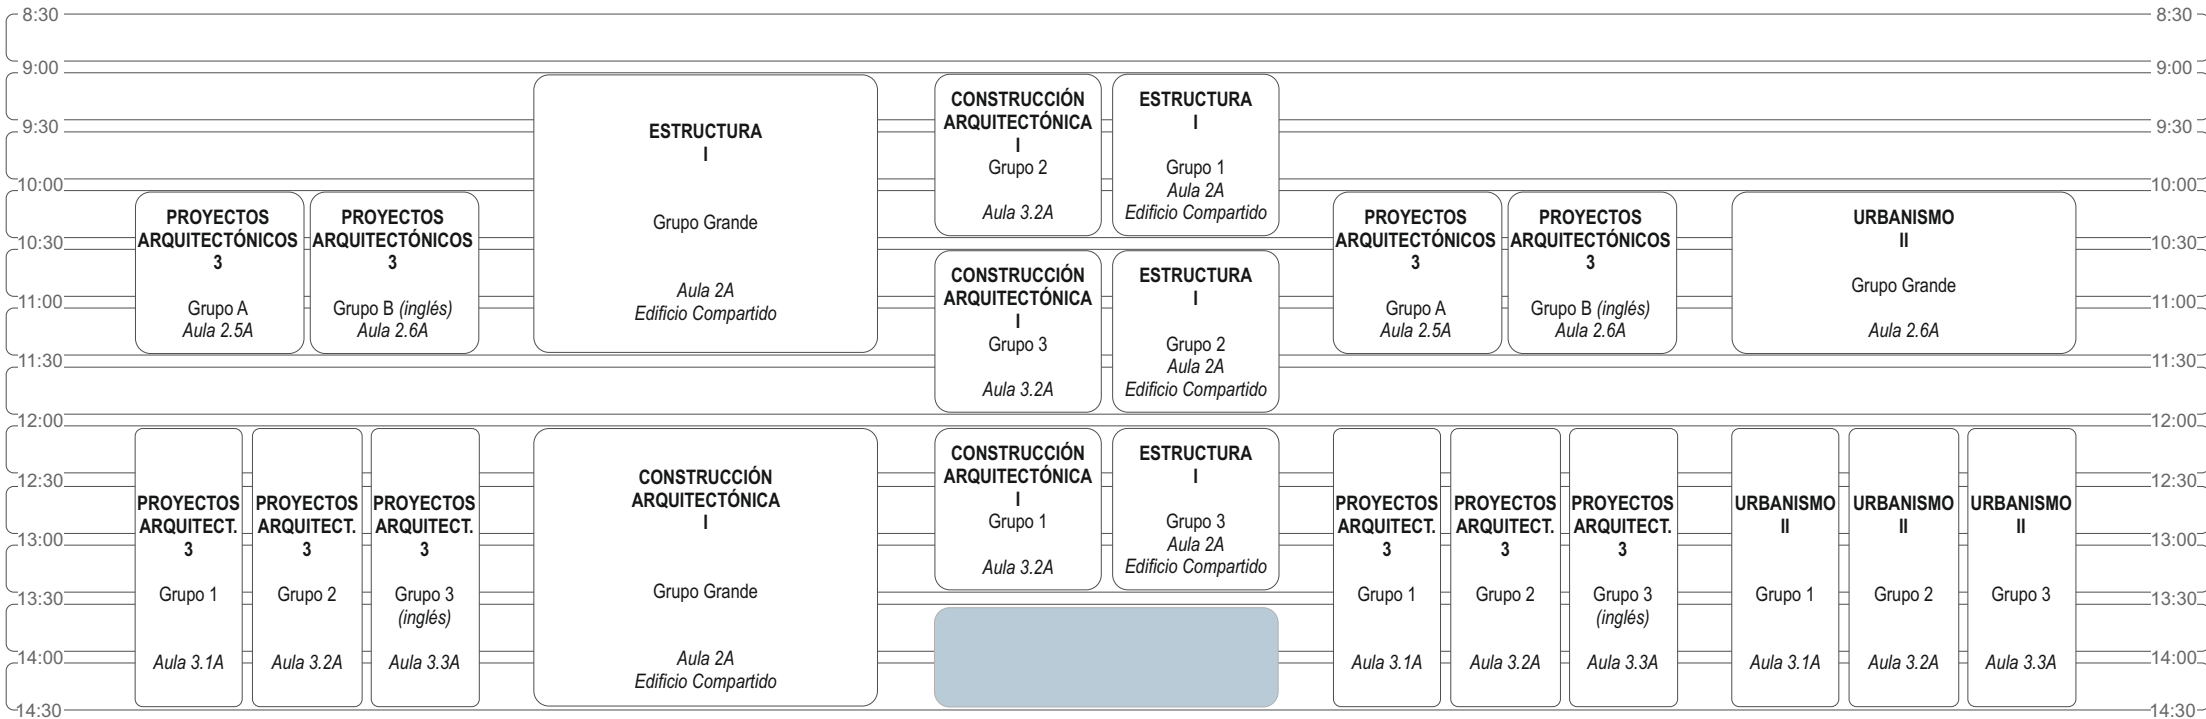 8:30
8:30
9:00
9:00
9:30
9:30
10:00
10:00
10:30
10:30
11:00
11:00
11:30
11:30
12:00
12:00
12:30
12:30
13:00
13:00
13:30
13:30
14:00
14:00
14:30
14:30
PROYECTOS
ARQUITECTÓNICOS
3
Grupo A
Aula 2.5A
PROYECTOS
ARQUITECTÓNICOS
3
Grupo B (inglés)
Aula 2.6A
PROYECTOS
ARQUITECT.
3
Grupo 1
Aula 3.1A
PROYECTOS
ARQUITECT.
3
Grupo 2
Aula 3.2A
PROYECTOS
ARQUITECT.
3
Grupo 3
(inglés)
Aula 3.3A
ESTRUCTURA
I
Grupo Grande
Aula 2A
Edificio Compartido
CONSTRUCCIÓN
ARQUITECTÓNICA
I
Grupo Grande
Aula 2A
Edificio Compartido
CONSTRUCCIÓN
ARQUITECTÓNICA
I
Grupo 2
Aula 3.2A
ESTRUCTURA
I
Grupo 1
Aula 2A
Edificio Compartido
CONSTRUCCIÓN
ARQUITECTÓNICA
I
Grupo 3
Aula 3.2A
ESTRUCTURA
I
Grupo 2
Aula 2A
Edificio Compartido
CONSTRUCCIÓN
ARQUITECTÓNICA
I
Grupo 1
Aula 3.2A
ESTRUCTURA
I
Grupo 3
Aula 2A
Edificio Compartido
PROYECTOS
ARQUITECTÓNICOS
3
Grupo A
Aula 2.5A
PROYECTOS
ARQUITECTÓNICOS
3
Grupo B (inglés)
Aula 2.6A
PROYECTOS
ARQUITECT.
3
Grupo 1
Aula 3.1A
PROYECTOS
ARQUITECT.
3
Grupo 2
Aula 3.2A
PROYECTOS
ARQUITECT.
3
Grupo 3
(inglés)
Aula 3.3A
URBANISMO
II
Grupo Grande
Aula 2.6A
URBANISMO
II
Grupo 1
Aula 3.1A
URBANISMO
II
Grupo 2
Aula 3.2A
URBANISMO
II
Grupo 3
Aula 3.3A